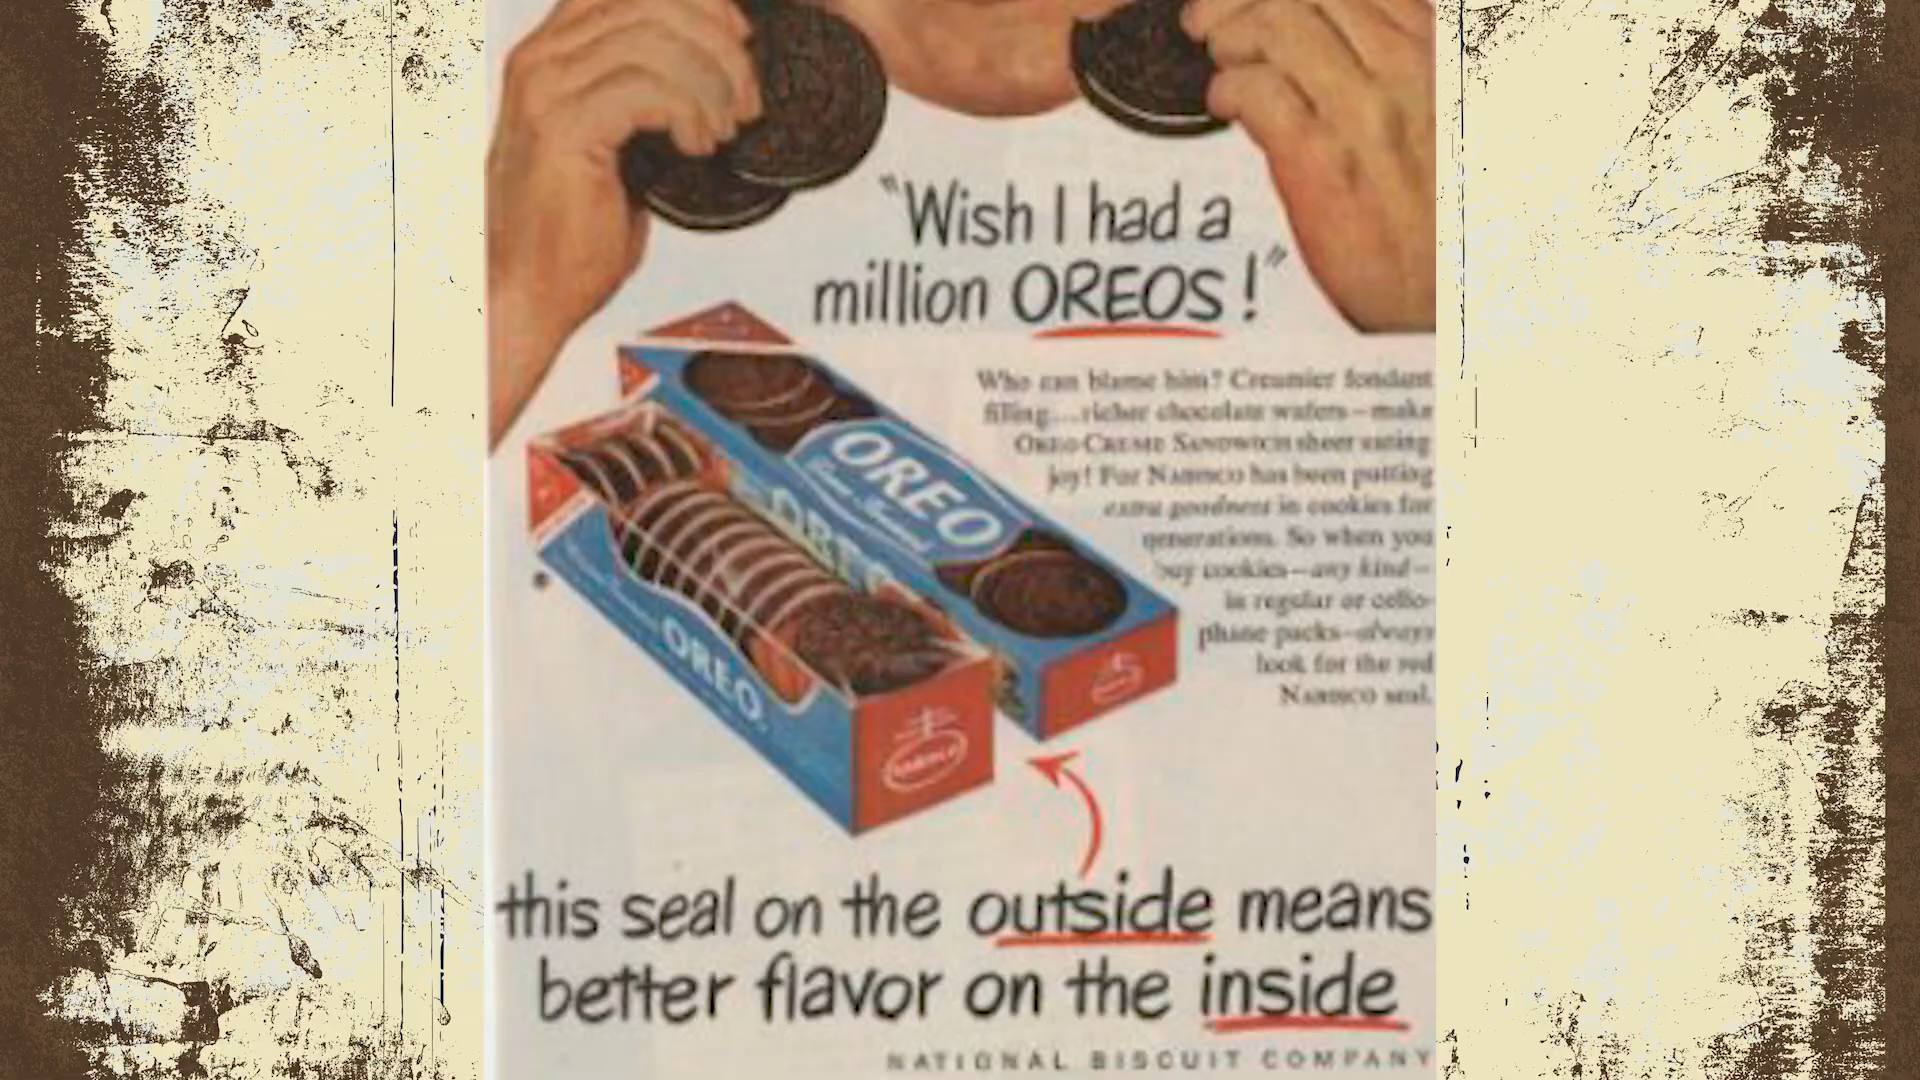 "Wish I had a
million OREOS!"
Who can blame him? Creamier fondant
filling...richer chocolate wafers—make
OREO CREME SANDWICH sheer eating
joy! For NABISCO has been putting
extra goodness in cookies for
generations. So when you
buy cookies—any kind—
in regular or cello-
phane packs—always
look for the red
NABISCO seal.
OREO
OREO
OREO
NABISCO
this seal on the outside means
better flavor on the inside
NATIONAL BISCUIT COMPANY